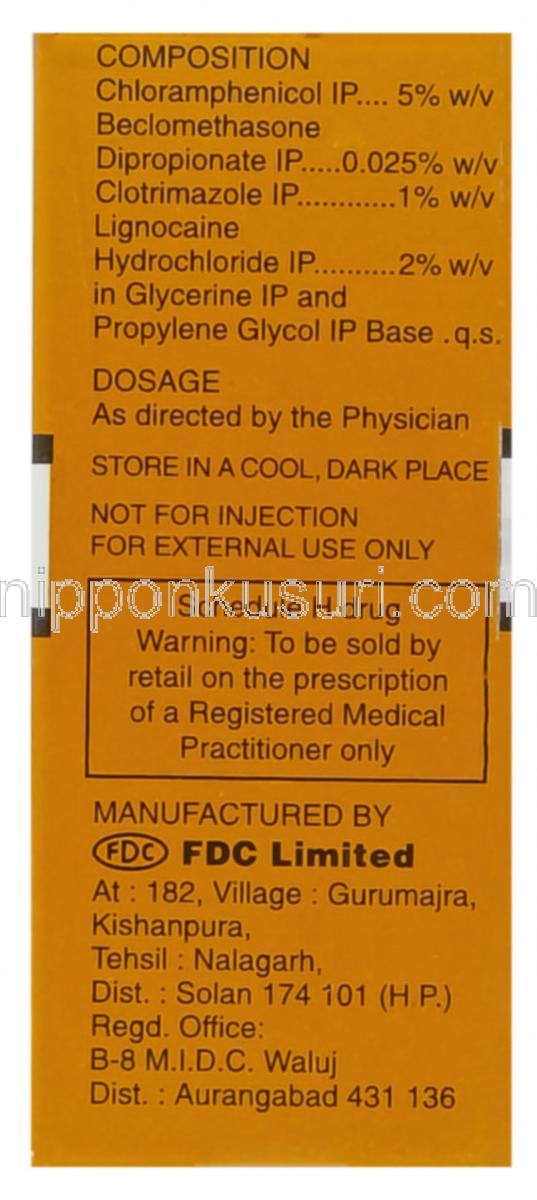 COMPOSITION
Chloramphenicol IP.... 5% w/v
Beclomethasone
Dipropionate IP.....0.025% w/v
Clotrimazole IP............1% w/v
Lignocaine
Hydrochloride IP..........2% w/v
in Glycerine IP and
Propylene Glycol IP Base .q.s.
DOSAGE
As directed by the Physician
STORE IN A COOL, DARK PLACE
NOT FOR INJECTION
FOR EXTERNAL USE ONLY
nipponkusuri.com
Schedule H drug
Warning: To be sold by
retail on the prescription
of a Registered Medical
Practitioner only
MANUFACTURED BY
FDC FDC Limited
At : 182, Village : Gurumajra,
Kishanpura,
Tehsil : Nalagarh,
Dist. : Solan 174 101 (H.P.)
Regd. Office:
B-8 M.I.D.C. Waluj
Dist. : Aurangabad 431 136